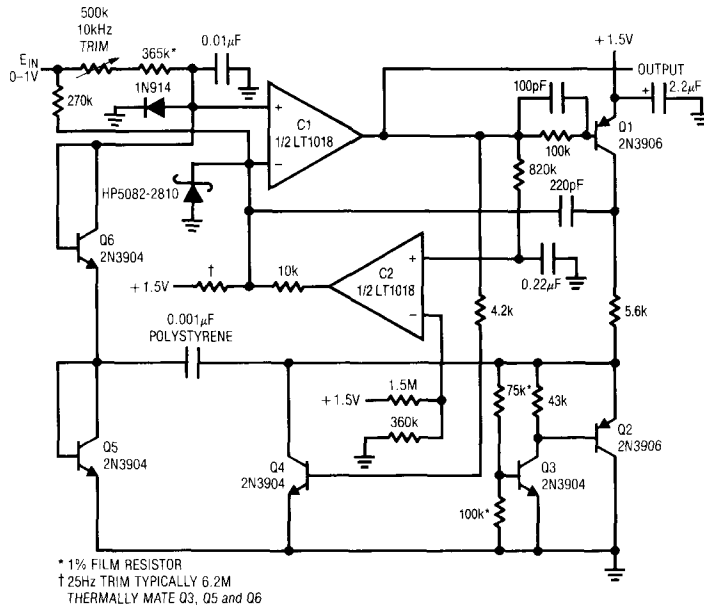 500k
10kHz
TRIM
EIN
0–1V
365k*
0.01µF
1N914
270k
+
C1
1/2 LT1018
−
HP5082-2810
+1.5V
OUTPUT
+
2.2µF
100pF
Q1
2N3906
100k
820k
220pF
Q6
2N3904
+1.5V
†
10k
C2
1/2 LT1018
+
−
0.22µF
4.2k
5.6k
0.001µF
POLYSTYRENE
+1.5V
1.5M
360k
75k*
43k
Q2
2N3906
Q5
2N3904
Q4
2N3904
Q3
2N3904
100k*
* 1% FILM RESISTOR
† 25Hz TRIM TYPICALLY 6.2M
THERMALLY MATE Q3, Q5 and Q6